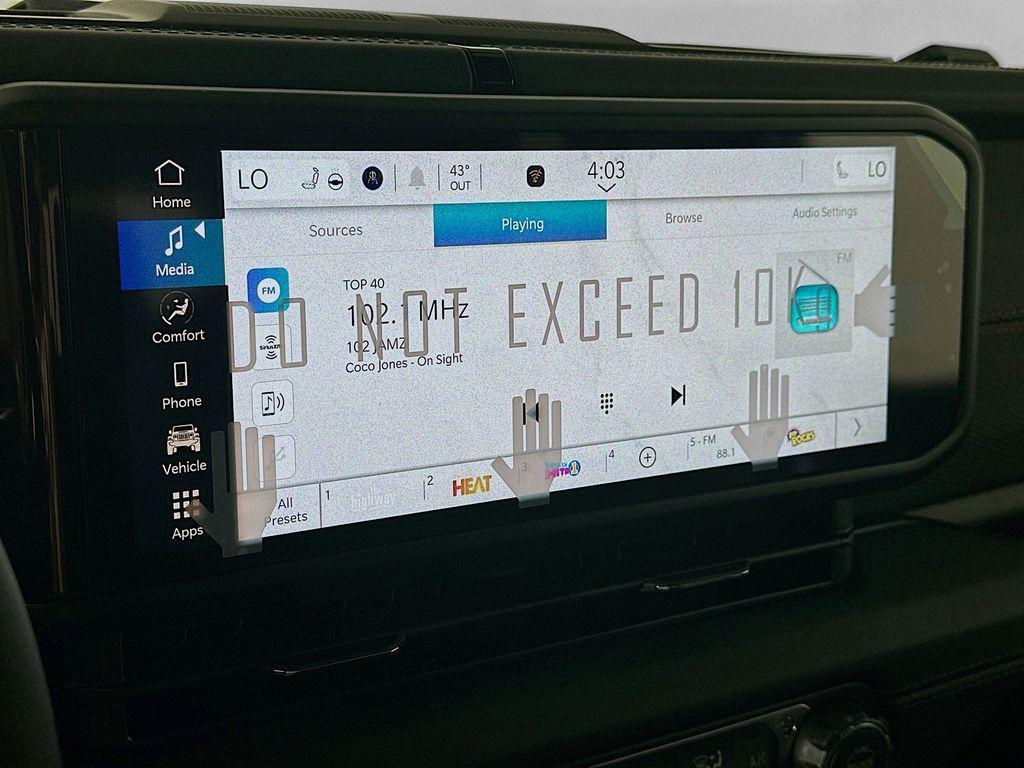 Home
LO
43°
OUT
4:03
LO
Media
Sources
Playing
Browse
Audio Settings
Comfort
FM
TOP 40
102.1 MHZ
102 JAMZ
Coco Jones - On Sight
FM
SiriusXM
DO NOT EXCEED 10
Phone
Vehicle
Apps
All
Presets
1
2
HEAT
3
4
5 - FM
88.1
ROCKS